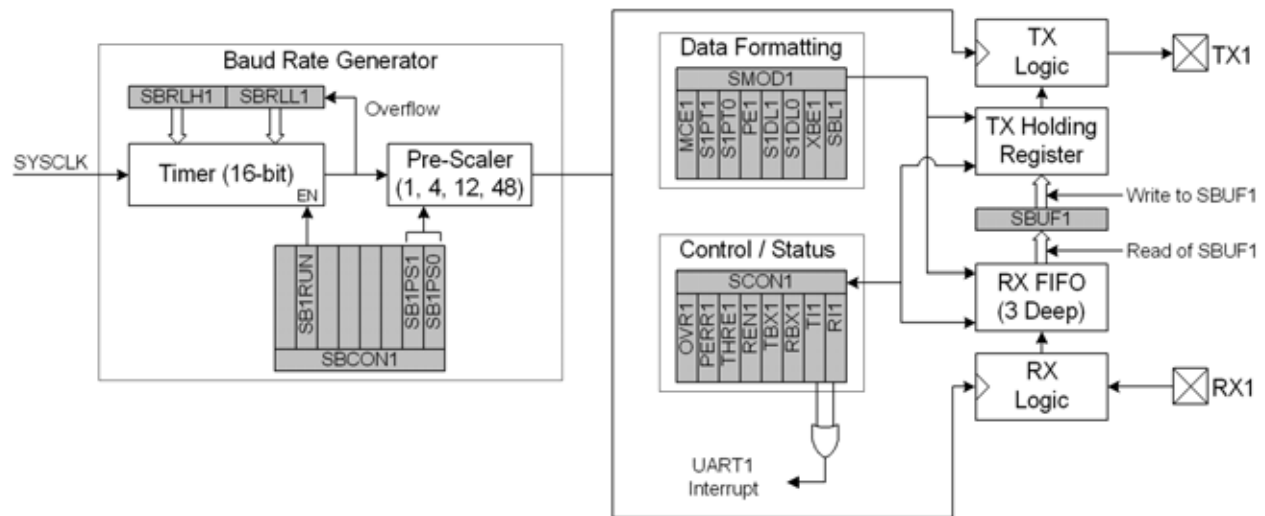 Baud Rate Generator
SBRLH1 SBRLL1
Overflow
SYSCLK
Timer (16-bit)
EN
Pre-Scaler
(1, 4, 12, 48)
SB1RUN
SB1PS1
SB1PS0
SBCON1
Data Formatting
SMOD1
MCE1
S1PT1
S1PT0
PE1
S1DL1
S1DL0
XBE1
SBL1
Control / Status
SCON1
OVR1
PERR1
THRE1
REN1
TBX1
RBX1
TI1
RI1
UART1
Interrupt
TX
Logic
TX1
TX Holding
Register
Write to SBUF1
SBUF1
Read of SBUF1
RX FIFO
(3 Deep)
RX
Logic
RX1